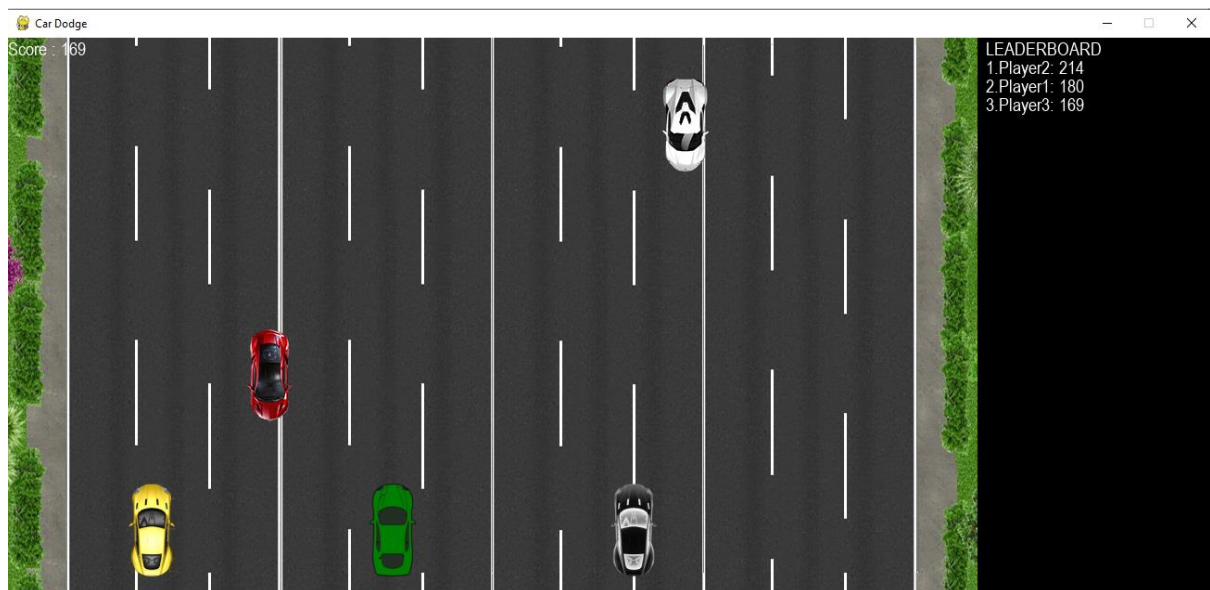 Car Dodge
Score : 169
LEADERBOARD
1.Player2: 214
2.Player1: 180
3.Player3: 169